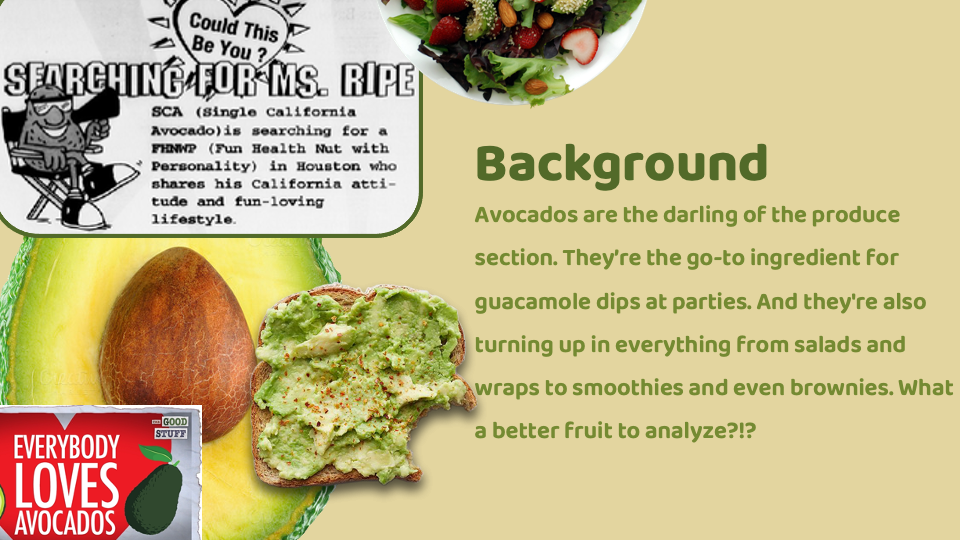 Could This
Be You ?
SEARCHING FOR MS. RIPE
SCA (Single California
Avocado)is searching for a
FHNWP (Fun Health Nut with
Personality) in Houston who
shares his California atti-
tude and fun-loving
lifestyle.
Background
Avocados are the darling of the produce
section. They're the go-to ingredient for
guacamole dips at parties. And they're also
turning up in everything from salads and
wraps to smoothies and even brownies. What
a better fruit to analyze?!?
THE GOOD
STUFF
EVERYBODY
LOVES
AVOCADOS